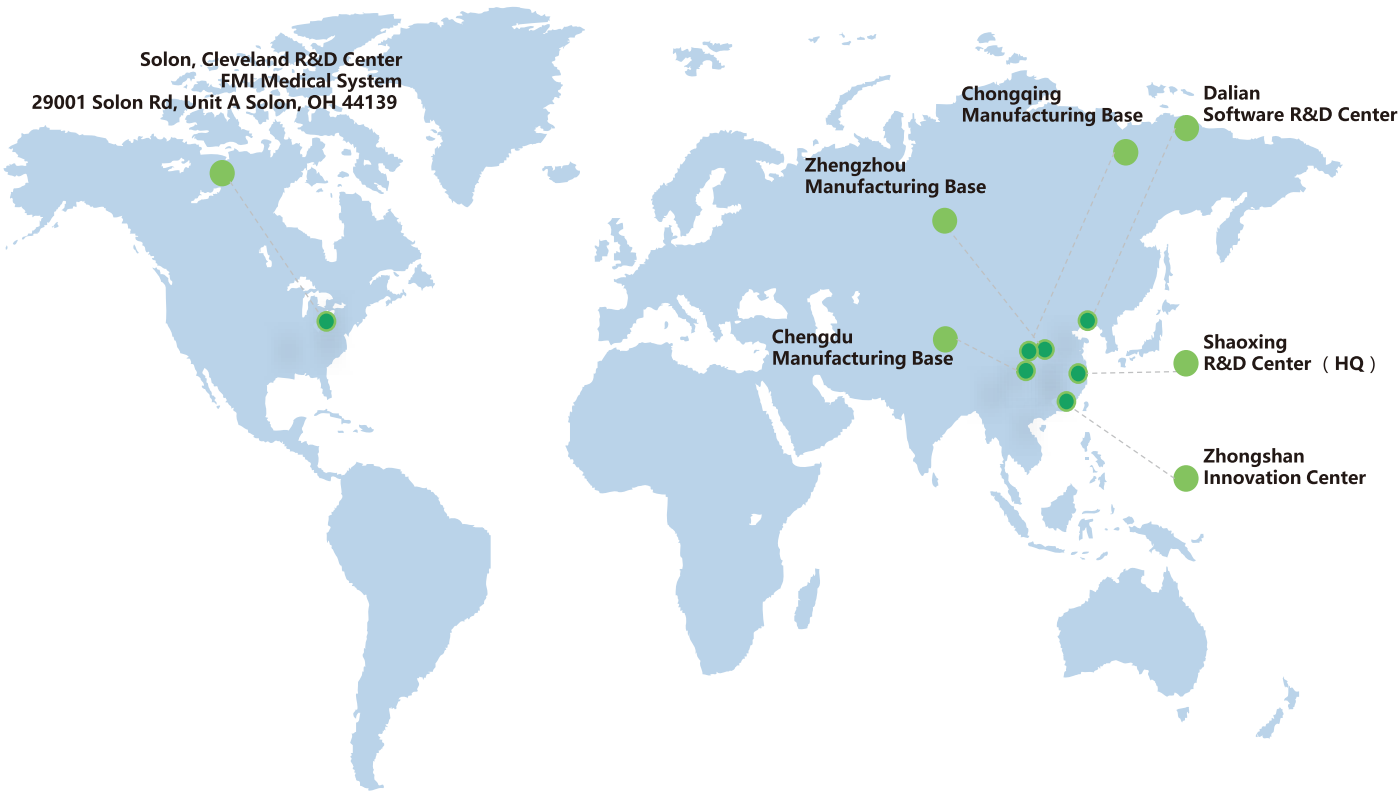 Solon, Cleveland R&D Center
FMI Medical System
29001 Solon Rd, Unit A Solon, OH 44139
Chongqing
Manufacturing Base
Dalian
Software R&D Center
Zhengzhou
Manufacturing Base
Chengdu
Manufacturing Base
Shaoxing
R&D Center（HQ）
Zhongshan
Innovation Center